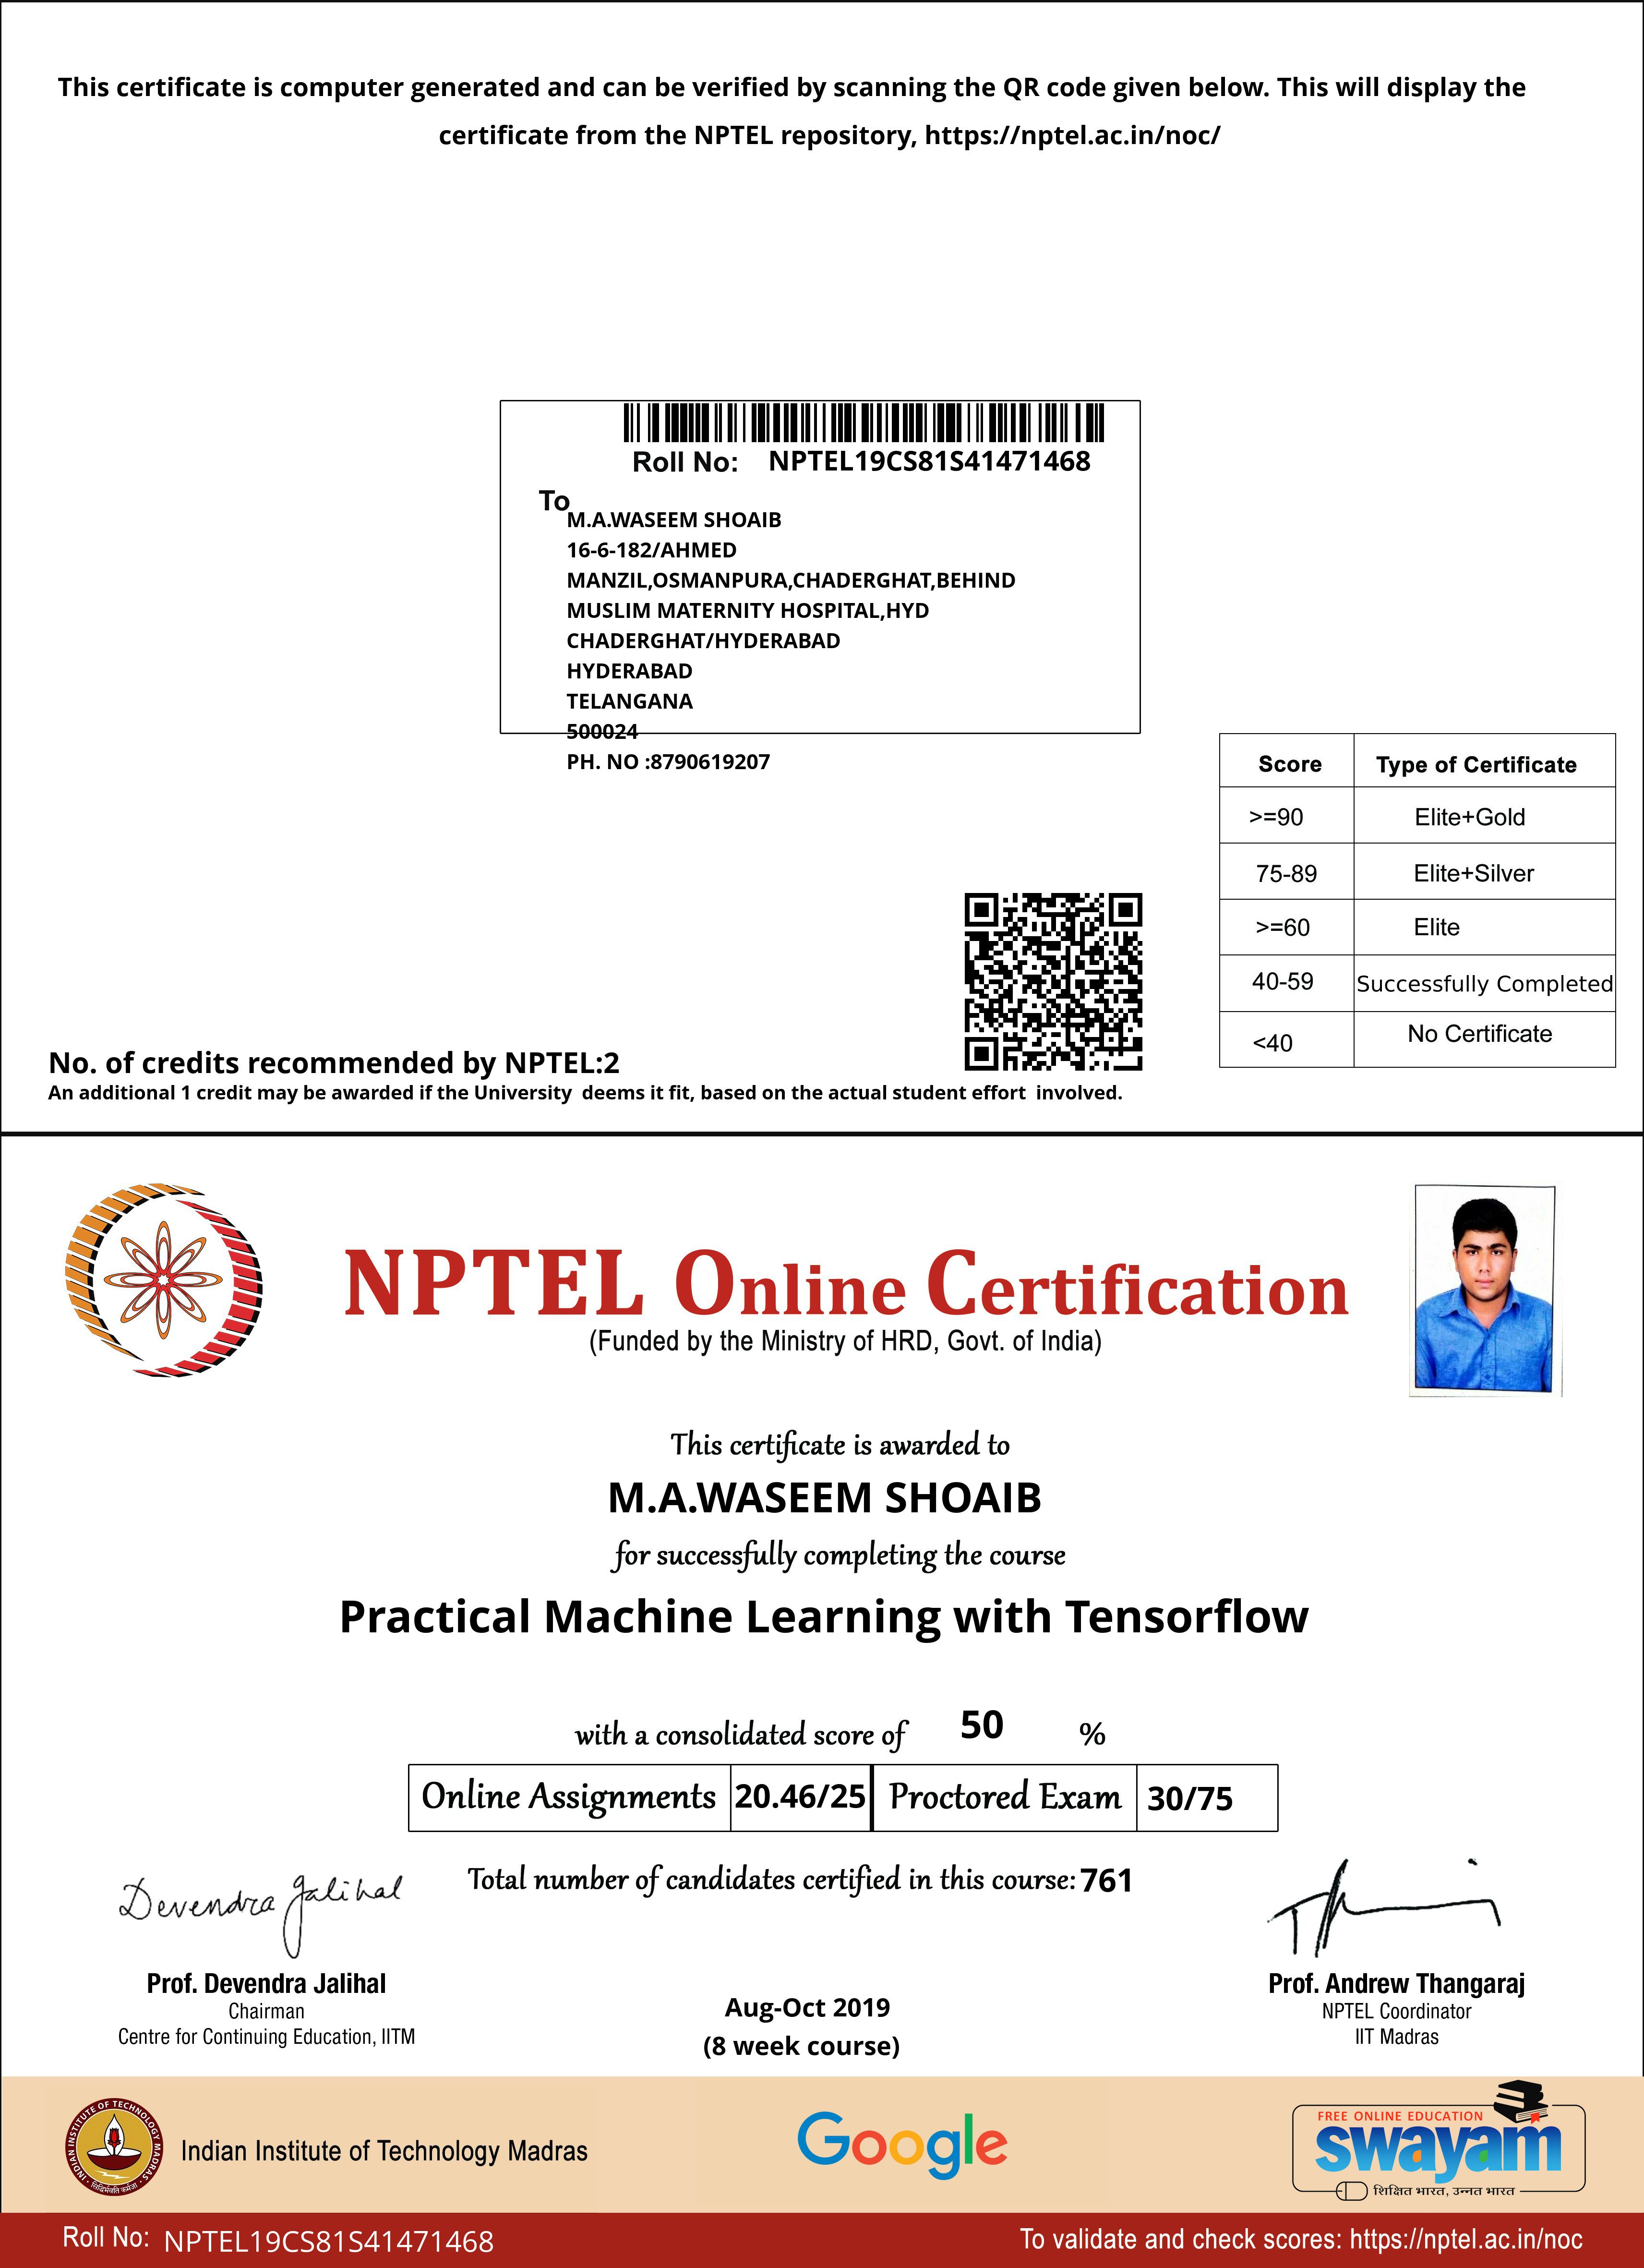 This certificate is computer generated and can be verified by scanning the QR code given below. This will display the
certificate from the NPTEL repository, https://nptel.ac.in/noc/
Roll No: NPTEL19CS81S41471468
To
M.A.WASEEM SHOAIB
16-6-182/AHMED
MANZIL,OSMANPURA,CHADERGHAT,BEHIND
MUSLIM MATERNITY HOSPITAL,HYD
CHADERGHAT/HYDERABAD
HYDERABAD
TELANGANA
500024
PH. NO :8790619207
Score Type of Certificate
>=90 Elite+Gold
75-89 Elite+Silver
>=60 Elite
40-59 Successfully Completed
<40 No Certificate
No. of credits recommended by NPTEL:2
An additional 1 credit may be awarded if the University deems it fit, based on the actual student effort involved.
NPTEL Online Certification
(Funded by the Ministry of HRD, Govt. of India)
This certificate is awarded to
M.A.WASEEM SHOAIB
for successfully completing the course
Practical Machine Learning with Tensorflow
with a consolidated score of 50 %
Online Assignments 20.46/25 Proctored Exam 30/75
Total number of candidates certified in this course: 761
Devendra Jalihal
Prof. Devendra Jalihal
Chairman
Centre for Continuing Education, IITM
Aug-Oct 2019
(8 week course)
Prof. Andrew Thangaraj
NPTEL Coordinator
IIT Madras
INDIAN INSTITUTE OF TECHNOLOGY MADRAS
Indian Institute of Technology Madras
Google
FREE ONLINE EDUCATION
swayam
शिक्षित भारत, उन्नत भारत
Roll No: NPTEL19CS81S41471468
To validate and check scores: https://nptel.ac.in/noc